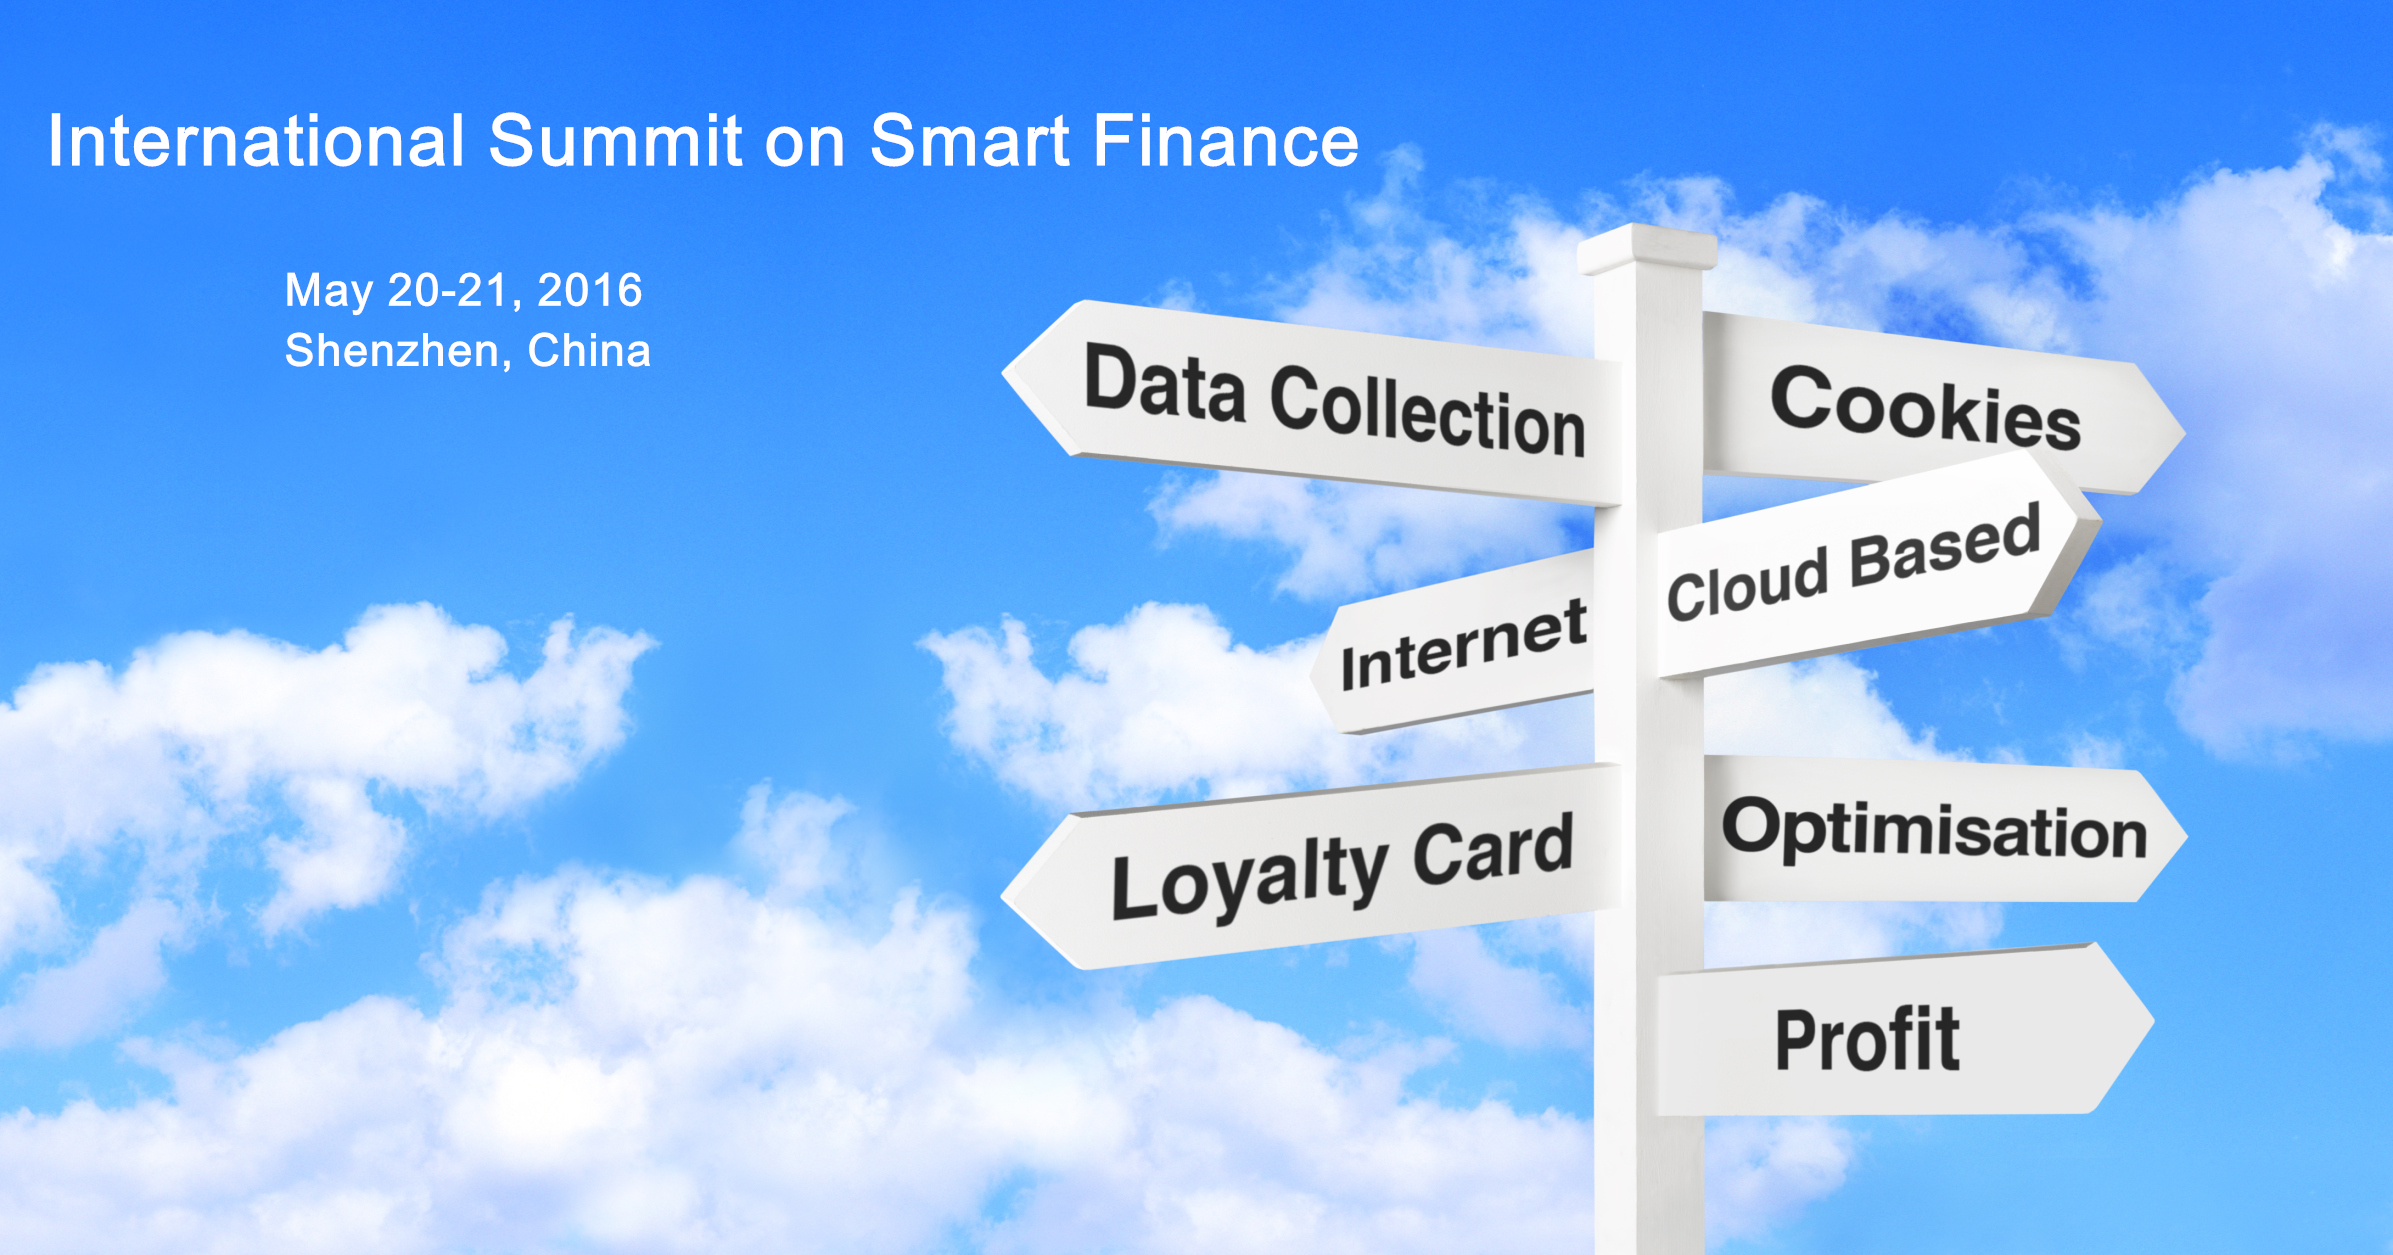 International Summit on Smart Finance
May 20-21, 2016
Shenzhen, China
Data Collection
Cookies
Cloud Based
Internet
Loyalty Card
Optimisation
Profit